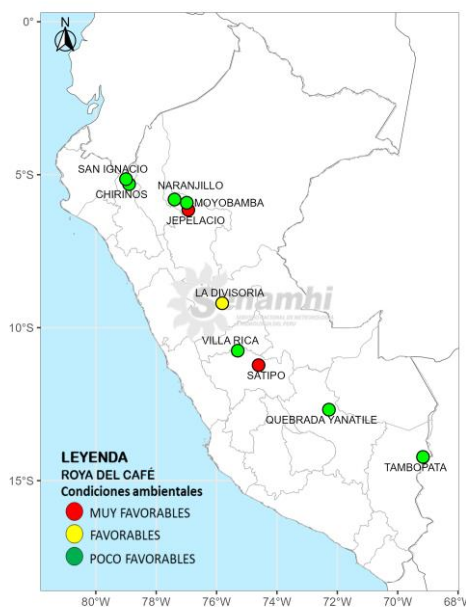 N
0°
SAN IGNACIO
NARANJILLO
5°S
CHIRINOS
MOYOBAMBA
JEPELACIO
LA DIVISORIA
Senamhi
10°S
VILLA RICA
SATIPO
QUEBRADA YANATILE
TAMBOPATA
LEYENDA
ROYA DEL CAFÉ
15°S
Condiciones ambientales
MUY FAVORABLES
FAVORABLES
POCO FAVORABLES
80°W 78°W 76°W 74°W 72°W 70°W 68°W